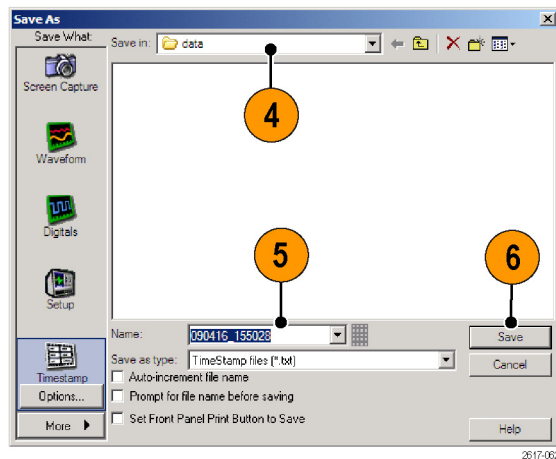 Save As
Save What:
Save in: data
4
Screen Capture
Waveform
Digitals
5
6
Setup
Name: 090416_155028
Save
Save as type: TimeStamp files (*.txt)
Cancel
Timestamp
Auto-increment file name
Options...
Prompt for file name before saving
Set Front Panel Print Button to Save
More
Help